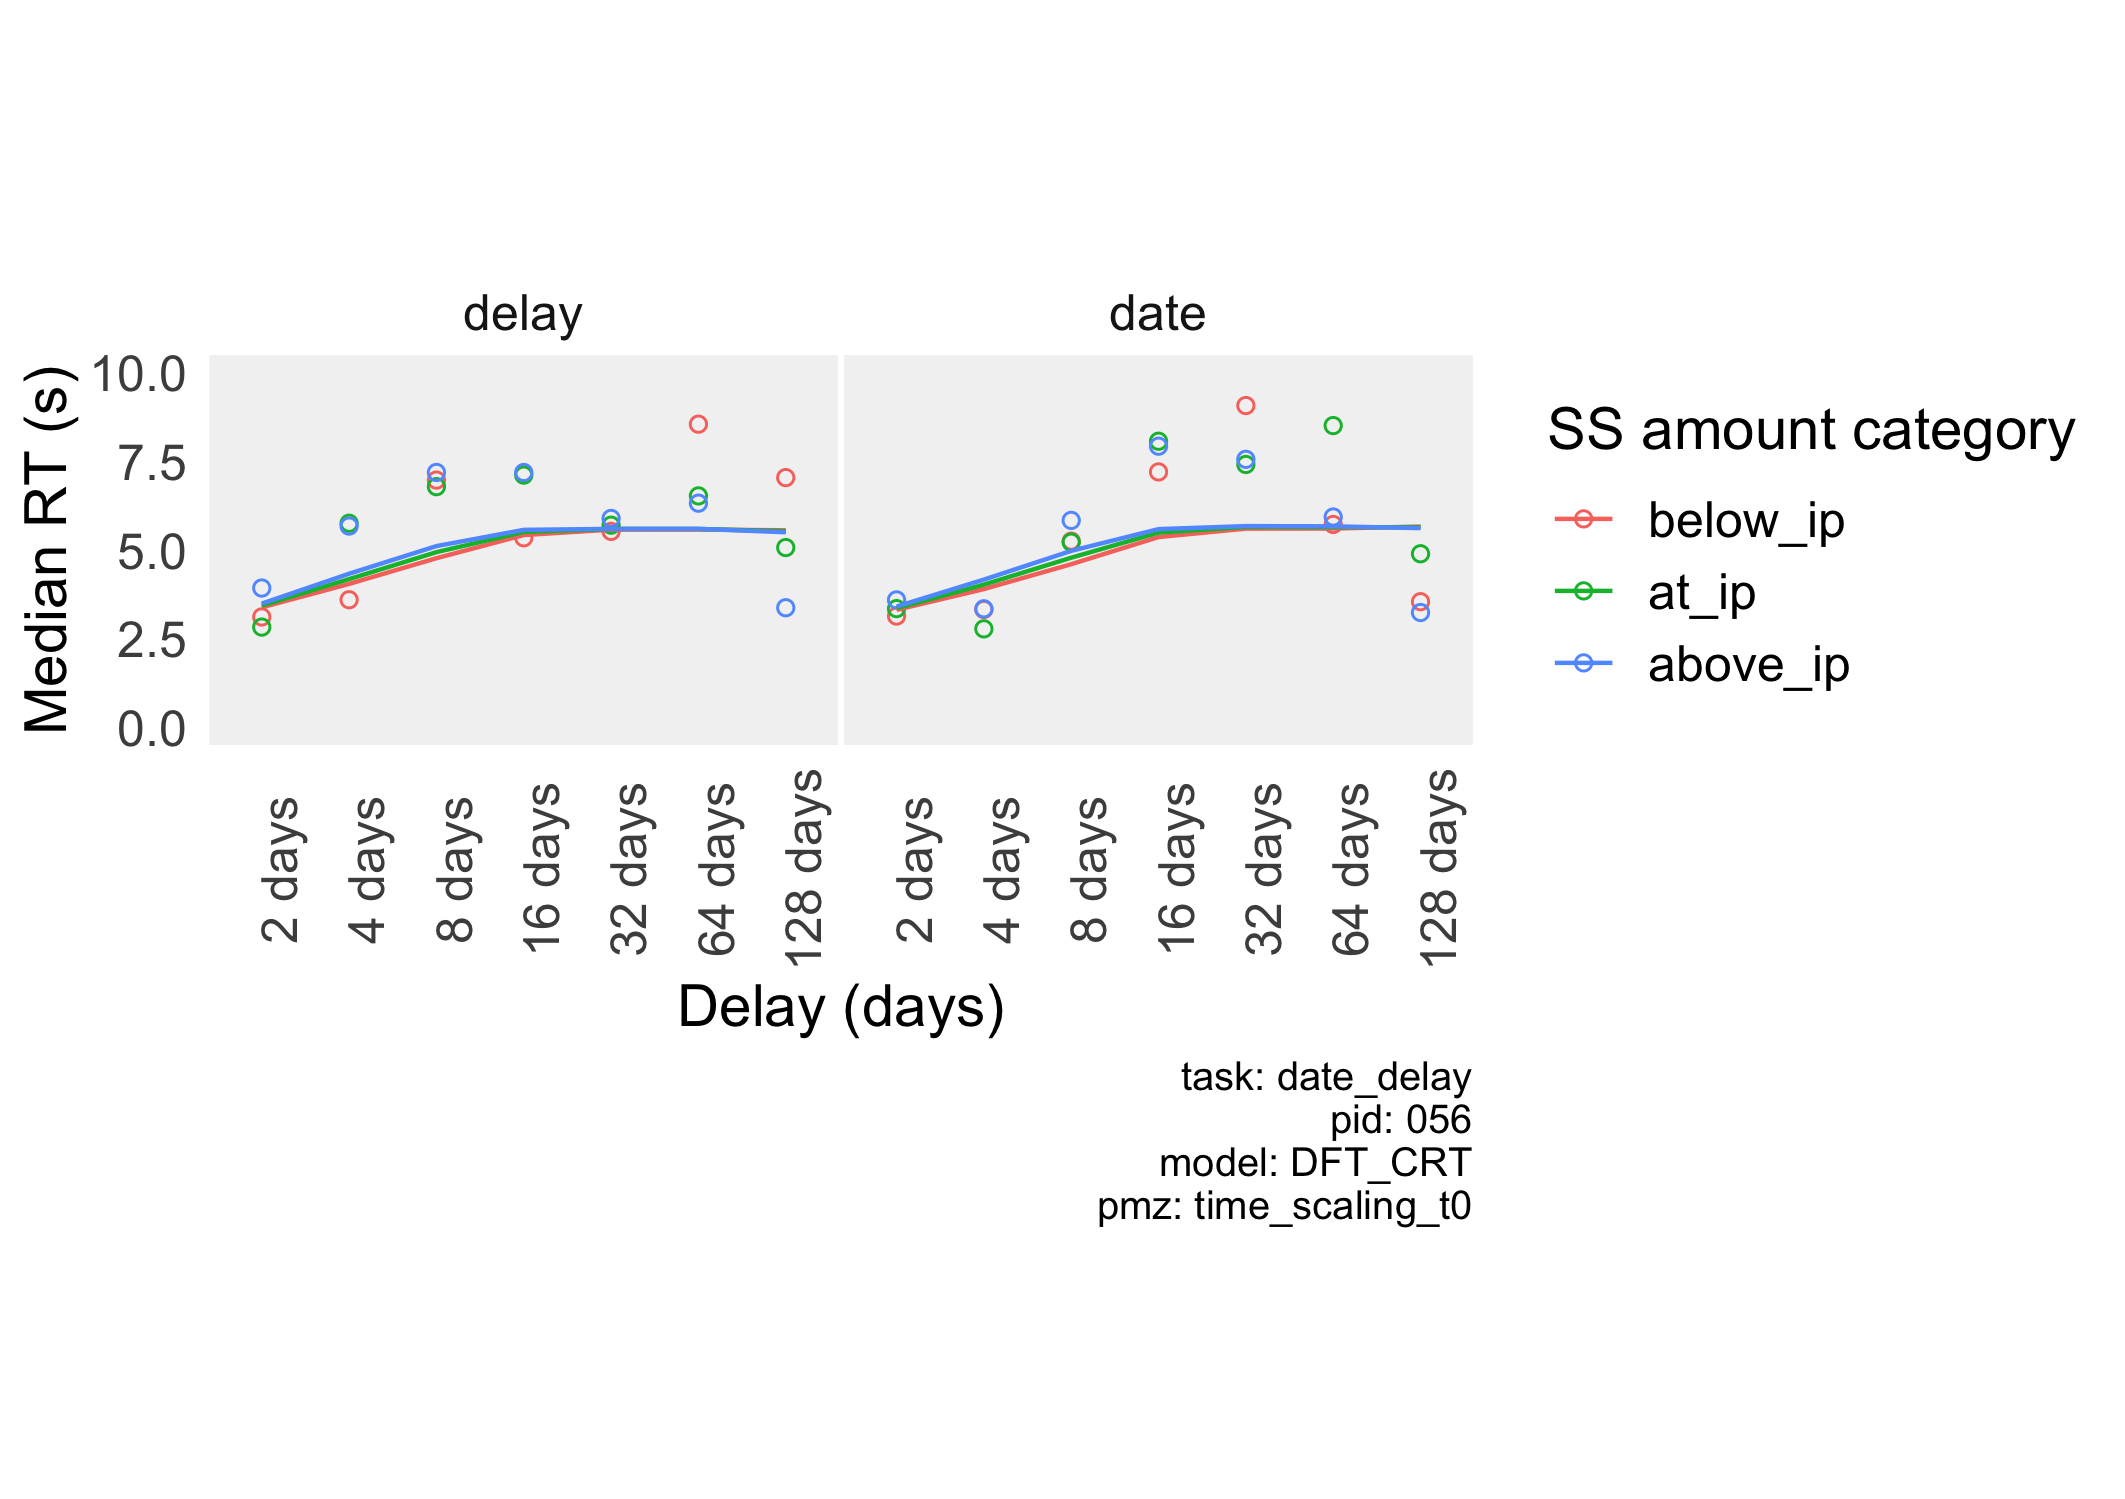 delay
date
Median RT (s)
10.0
7.5
5.0
2.5
0.0
2 days
4 days
8 days
16 days
32 days
64 days
128 days
2 days
4 days
8 days
16 days
32 days
64 days
128 days
Delay (days)
SS amount category
below_ip
at_ip
above_ip
task: date_delay
pid: 056
model: DFT_CRT
pmz: time_scaling_t0